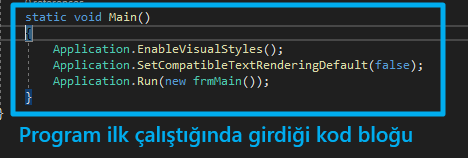 static void Main()
{
Application.EnableVisualStyles();
Application.SetCompatibleTextRenderingDefault(false);
Application.Run(new frmMain());
}
}
Program ilk çalıştığında girdiği kod bloğu